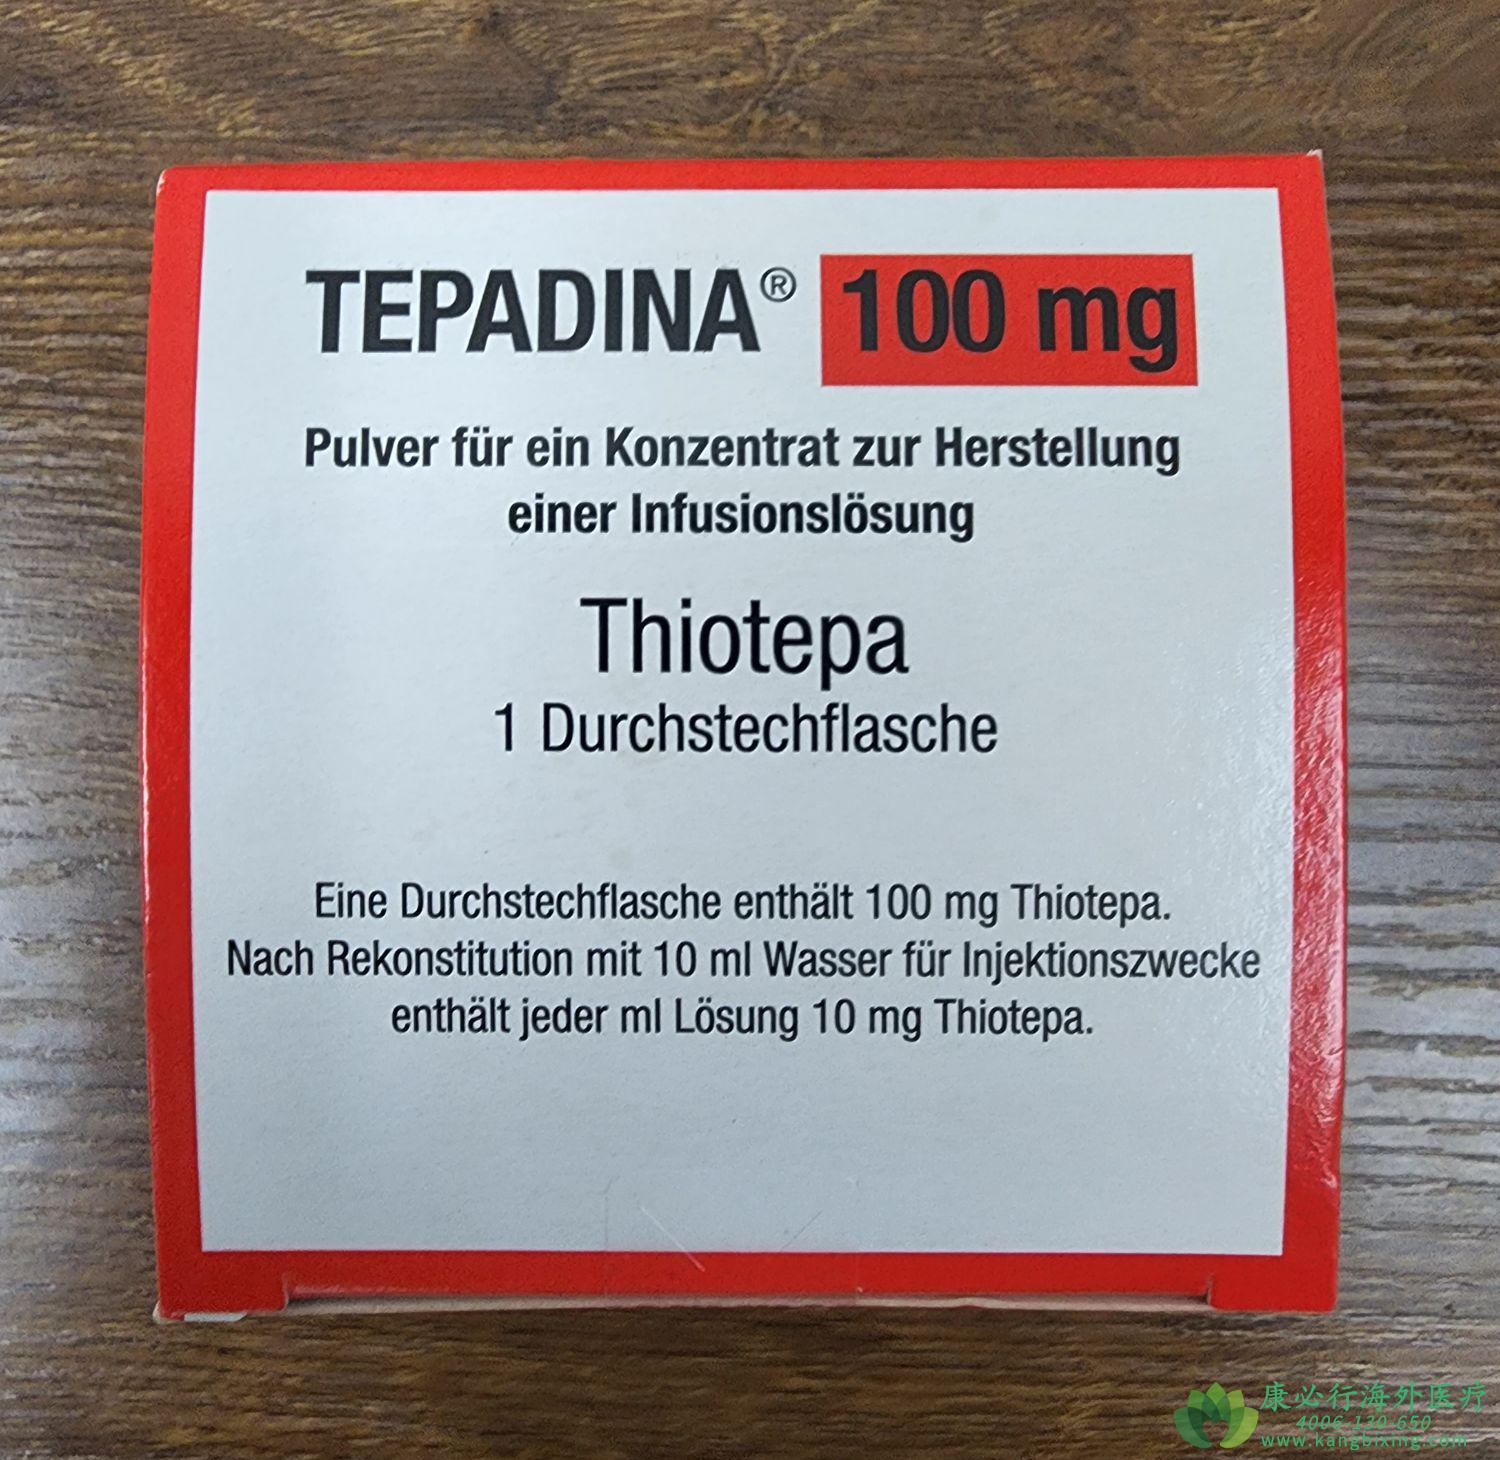 TEPADINA® 100 mg
Pulver für ein Konzentrat zur Herstellung
einer Infusionslösung
Thiotepa
1 Durchstechflasche
Eine Durchstechflasche enthält 100 mg Thiotepa.
Nach Rekonstitution mit 10 ml Wasser für Injektionszwecke
enthält jeder ml Lösung 10 mg Thiotepa.
康必行海外医疗
4006-130-650
www.kangbixing.com